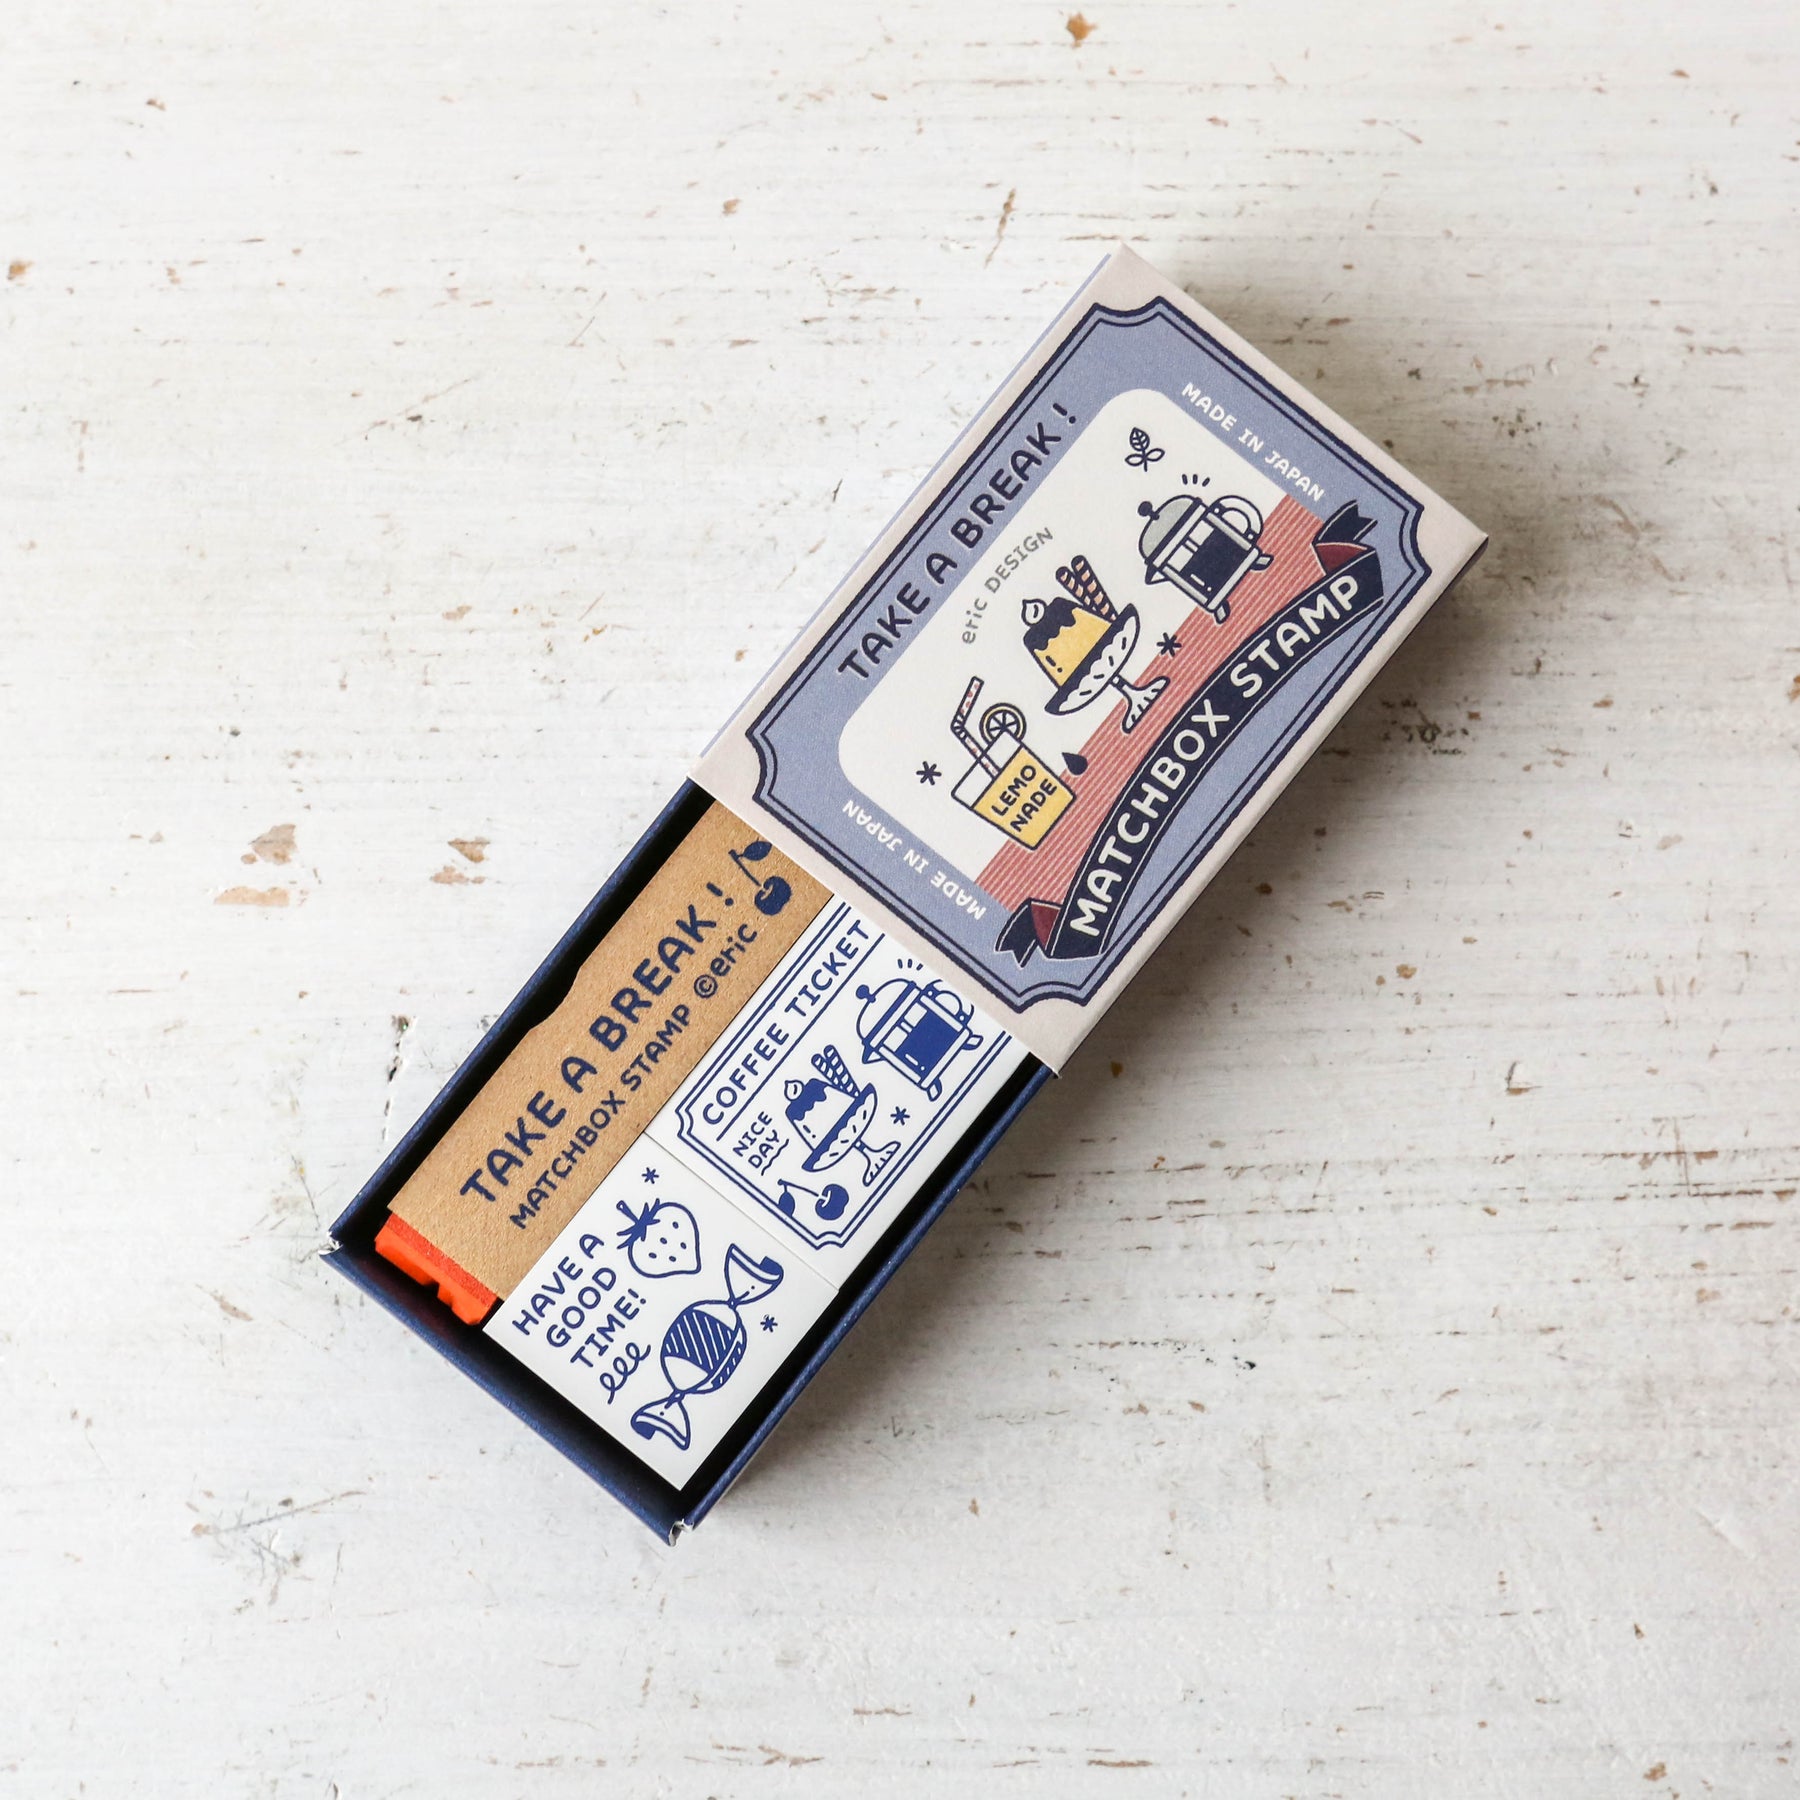 TAKE A BREAK!
MADE IN JAPAN
eric DESIGN
LEMO
NADE
MADE IN JAPAN
MATCHBOX STAMP
TAKE A BREAK!
MATCHBOX STAMP ©eric
COFFEE TICKET
NICE
DAY
HAVE A
GOOD
TIME!